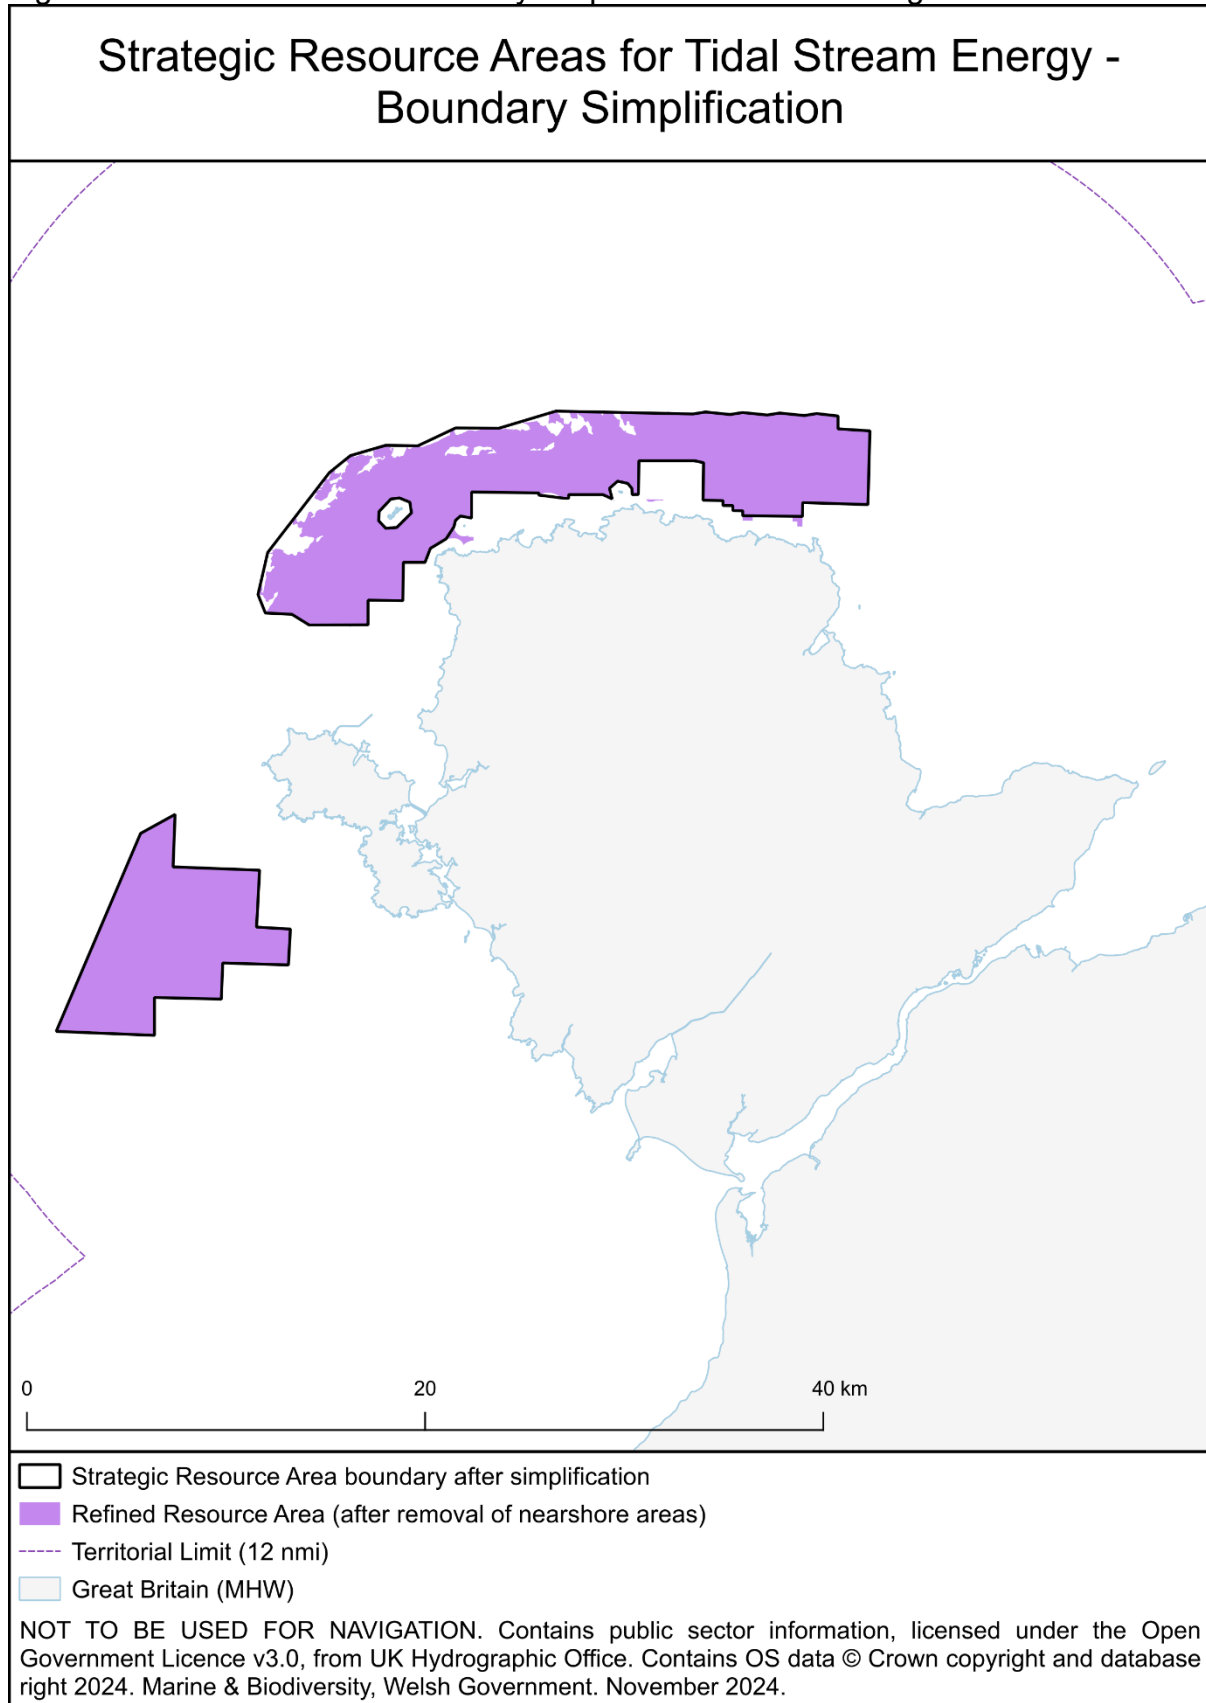 Strategic Resource Areas for Tidal Stream Energy -
Boundary Simplification
0 20 40 km
Strategic Resource Area boundary after simplification
Refined Resource Area (after removal of nearshore areas)
Territorial Limit (12 nmi)
Great Britain (MHW)
NOT TO BE USED FOR NAVIGATION. Contains public sector information, licensed under the Open
Government Licence v3.0, from UK Hydrographic Office. Contains OS data © Crown copyright and database
right 2024. Marine & Biodiversity, Welsh Government. November 2024.